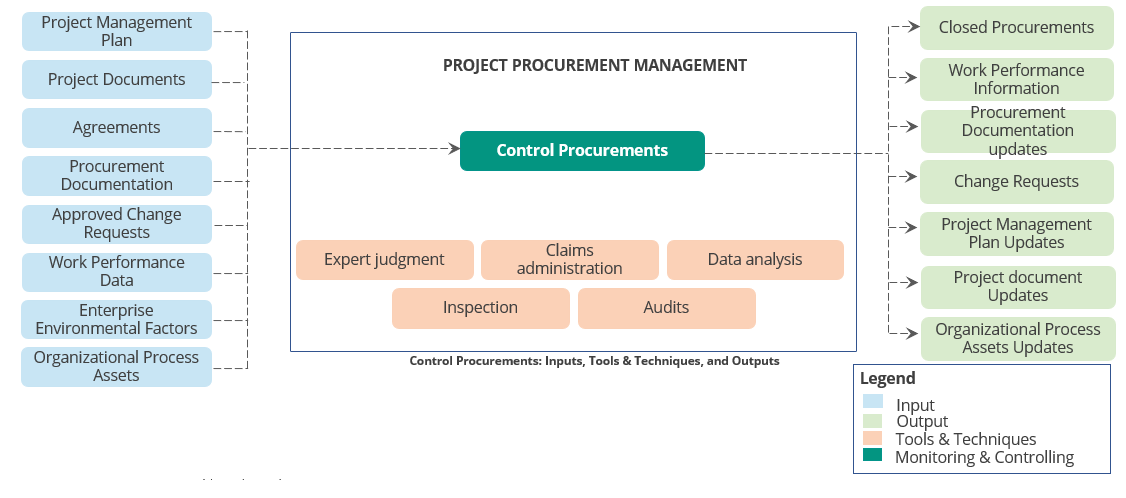 Project Management
Plan
Project Documents
Agreements
Procurement
Documentation
Approved Change
Requests
Work Performance
Data
Enterprise
Environmental Factors
Organizational Process
Assets
PROJECT PROCUREMENT MANAGEMENT
Control Procurements
Expert judgment
Claims
administration
Data analysis
Inspection
Audits
Control Procurements: Inputs, Tools & Techniques, and Outputs
Closed Procurements
Work Performance
Information
Procurement
Documentation
updates
Change Requests
Project Management
Plan Updates
Project document
Updates
Organizational Process
Assets Updates
Legend
Input
Output
Tools & Techniques
Monitoring & Controlling